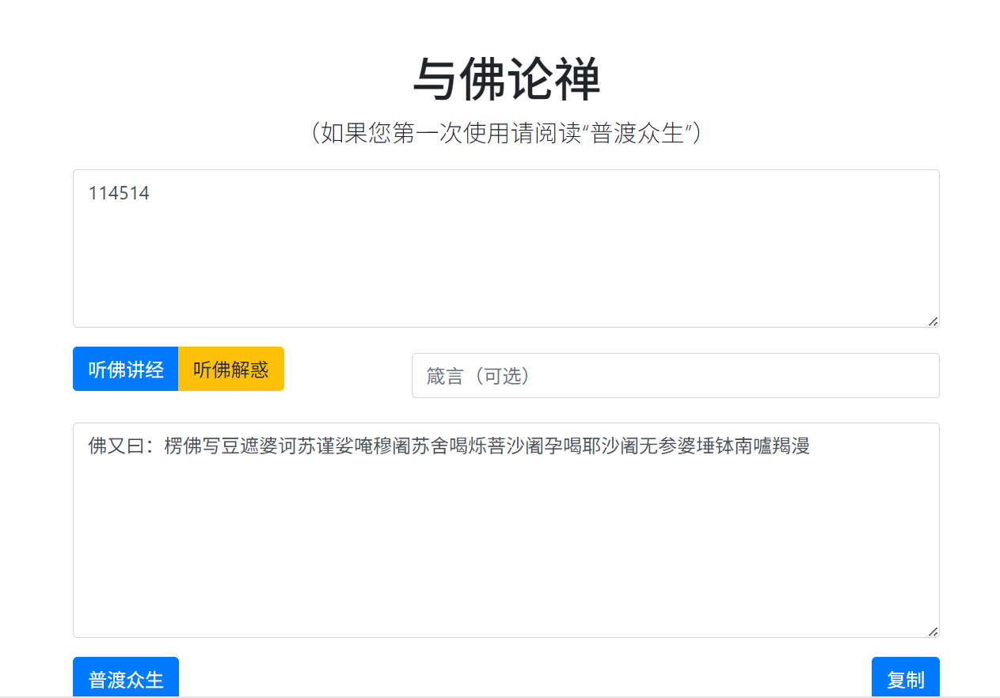 与佛论禅
（如果您第一次使用请阅读“普渡众生”）
114514
听佛讲经 听佛解惑 箴言（可选）
佛又曰：楞佛写豆遮婆诃苏谨娑唵穆阇苏舍喝烁菩沙阇孕喝耶沙阇无参婆埵钵南嚧羯漫
普渡众生 复制